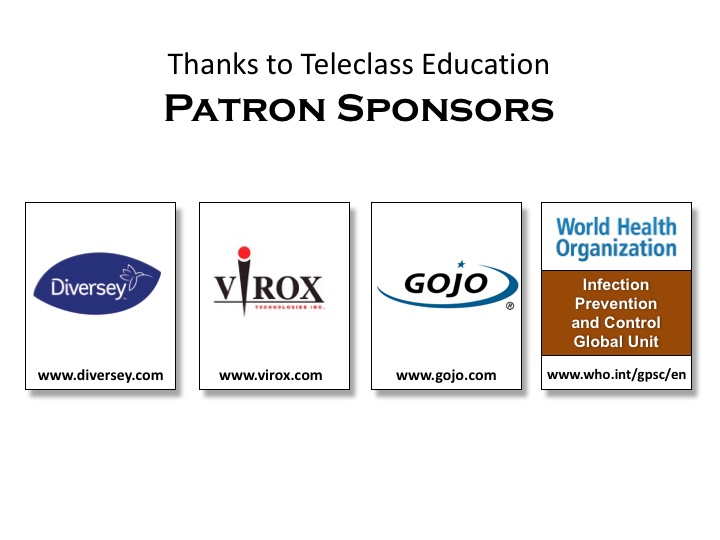 Thanks to Teleclass Education
Patron Sponsors
Diversey
www.diversey.com
VIROX
TECHNOLOGIES INC.
www.virox.com
GOJO
®
www.gojo.com
World Health
Organization
Infection
Prevention
and Control
Global Unit
www.who.int/gpsc/en